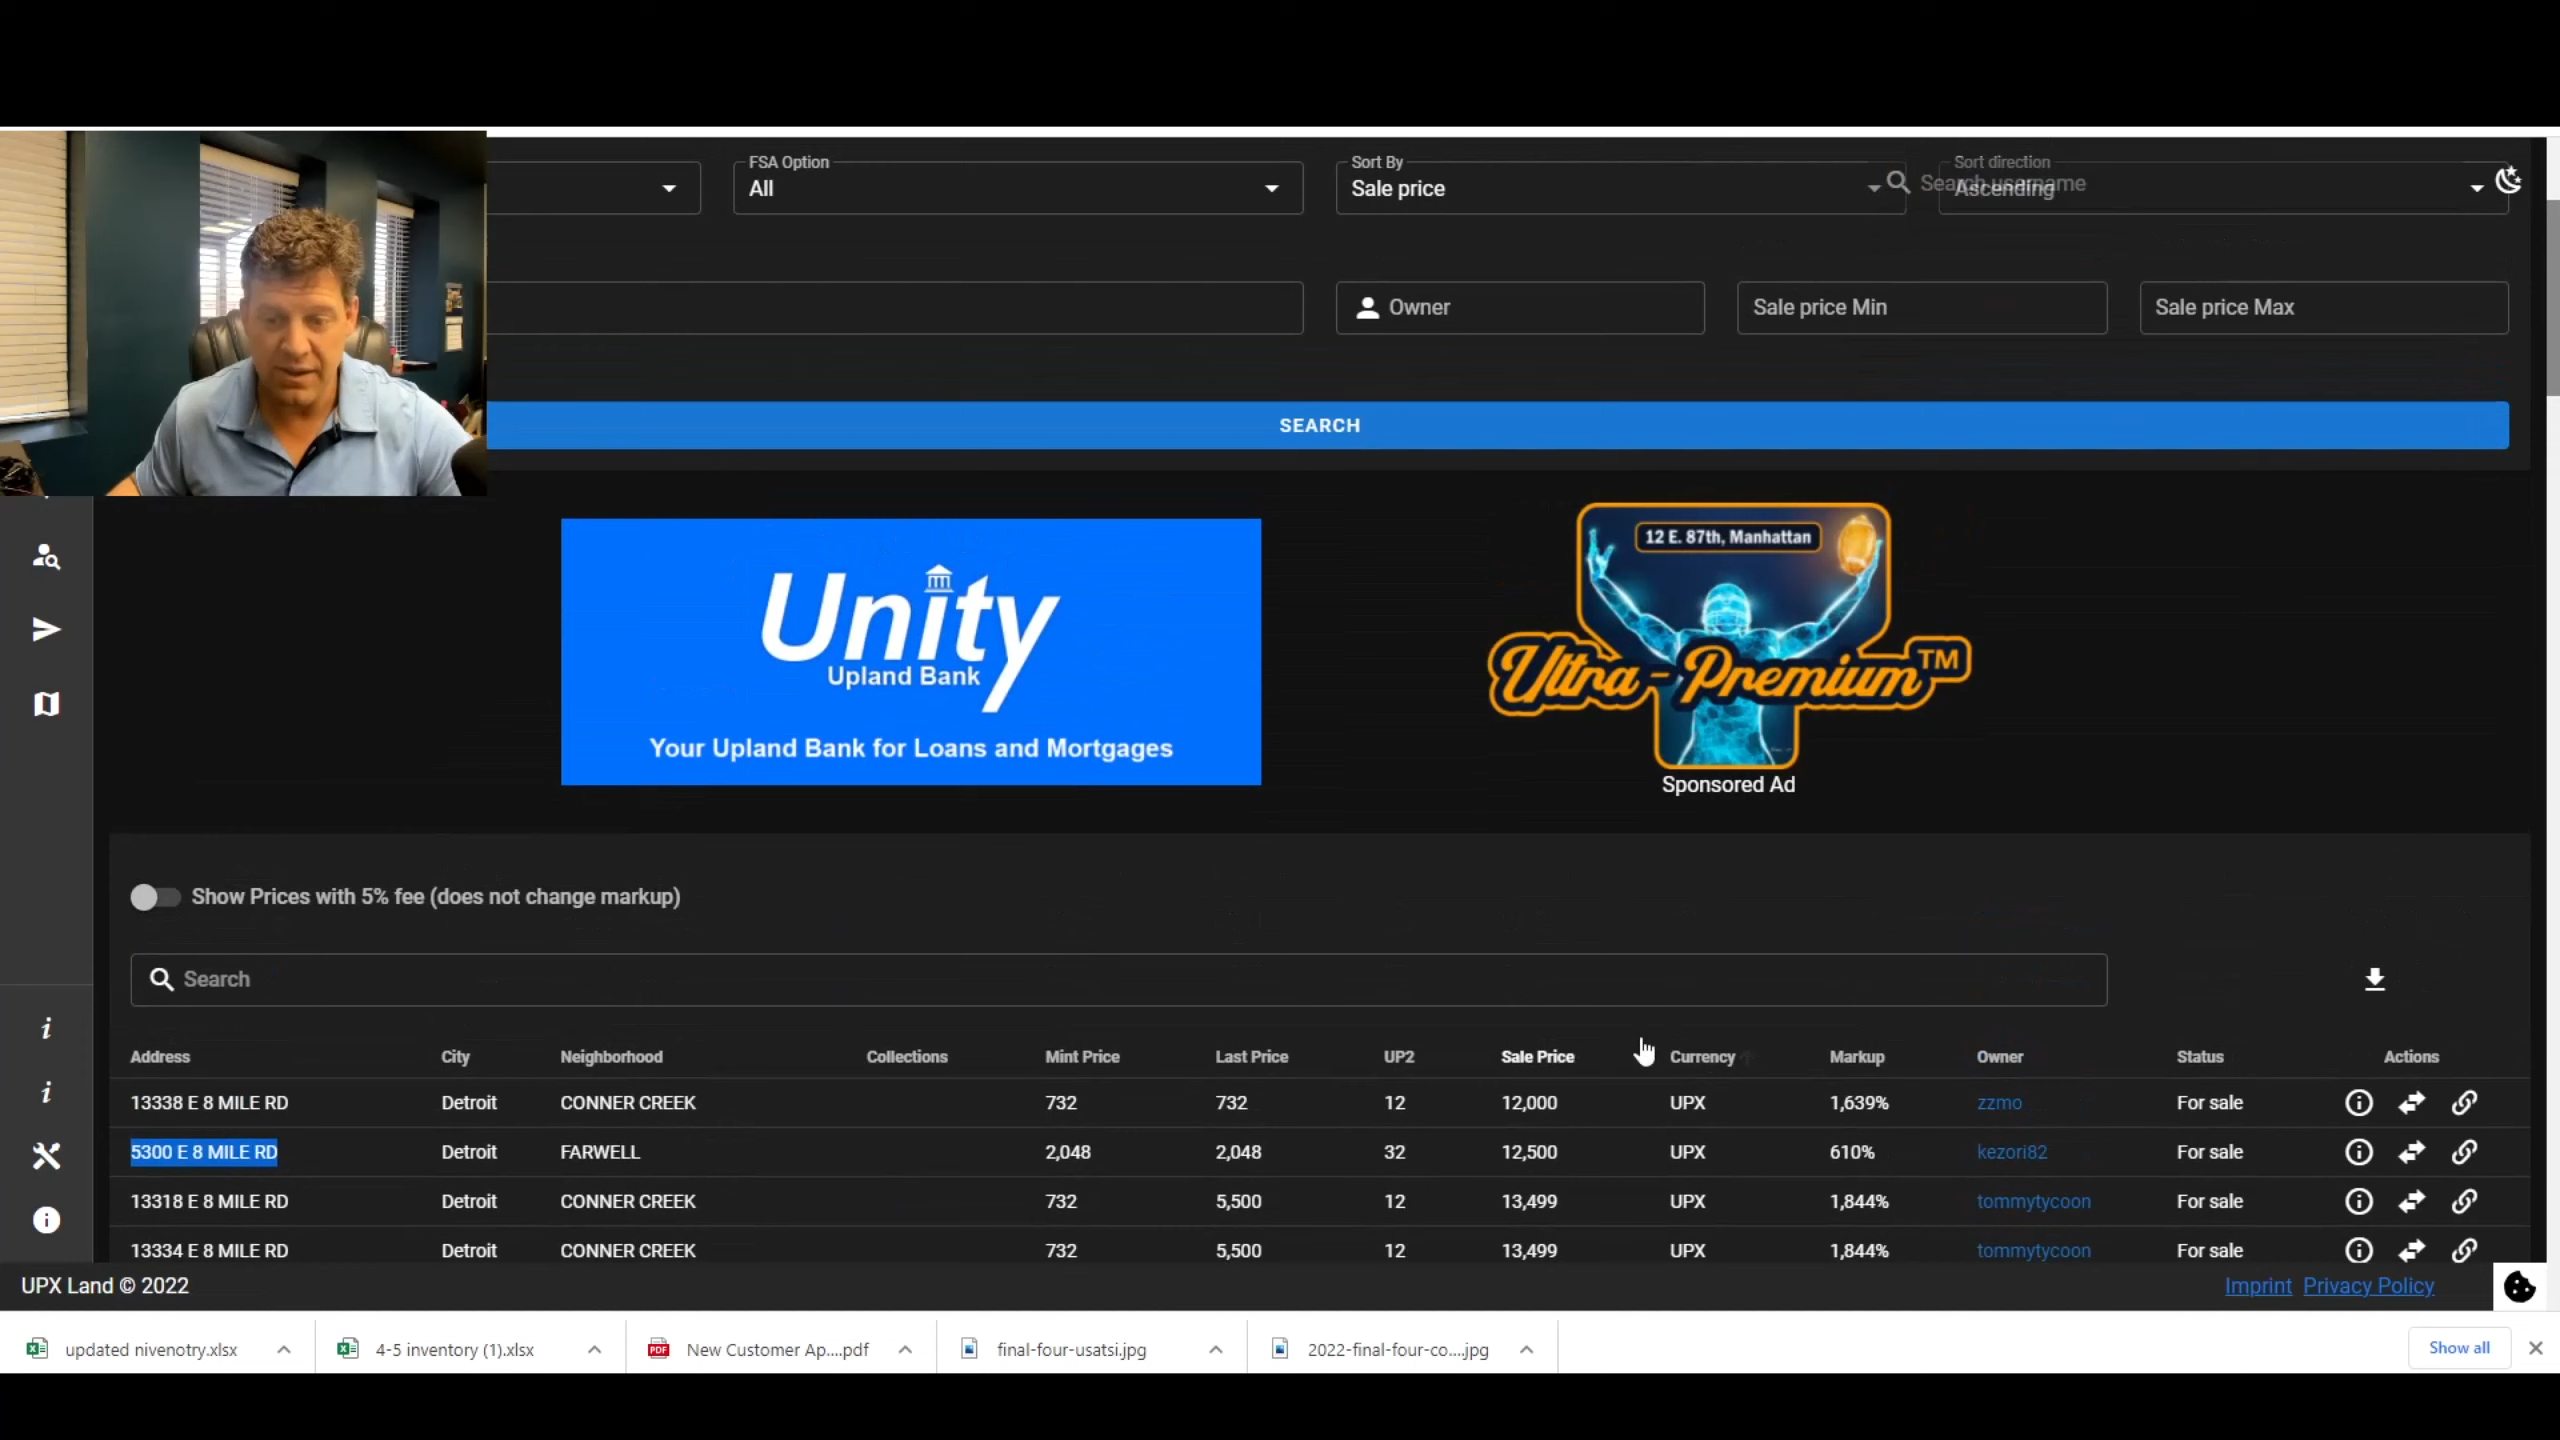 FSA Option
All
Sort By
Sale price
Sort direction
Ascending
Search username
Owner
Sale price Min
Sale price Max
SEARCH
Unity
Upland Bank
Your Upland Bank for Loans and Mortgages
12 E. 87th, Manhattan
Ultra-Premium™
Sponsored Ad
Show Prices with 5% fee (does not change markup)
Search
Address City Neighborhood Collections Mint Price Last Price UP2 Sale Price Currency Markup Owner Status Actions
13338 E 8 MILE RD Detroit CONNER CREEK 732 732 12 12,000 UPX 1,639% zzmo For sale
5300 E 8 MILE RD Detroit FARWELL 2,048 2,048 32 12,500 UPX 610% kezori82 For sale
13318 E 8 MILE RD Detroit CONNER CREEK 732 5,500 12 13,499 UPX 1,844% tommytycoon For sale
13334 E 8 MILE RD Detroit CONNER CREEK 732 5,500 12 13,499 UPX 1,844% tommytycoon For sale
UPX Land © 2022 Imprint Privacy Policy
updated nivenotry.xlsx 4-5 inventory (1).xlsx PDF New Customer Ap....pdf final-four-usatsi.jpg 2022-final-four-co....jpg Show all